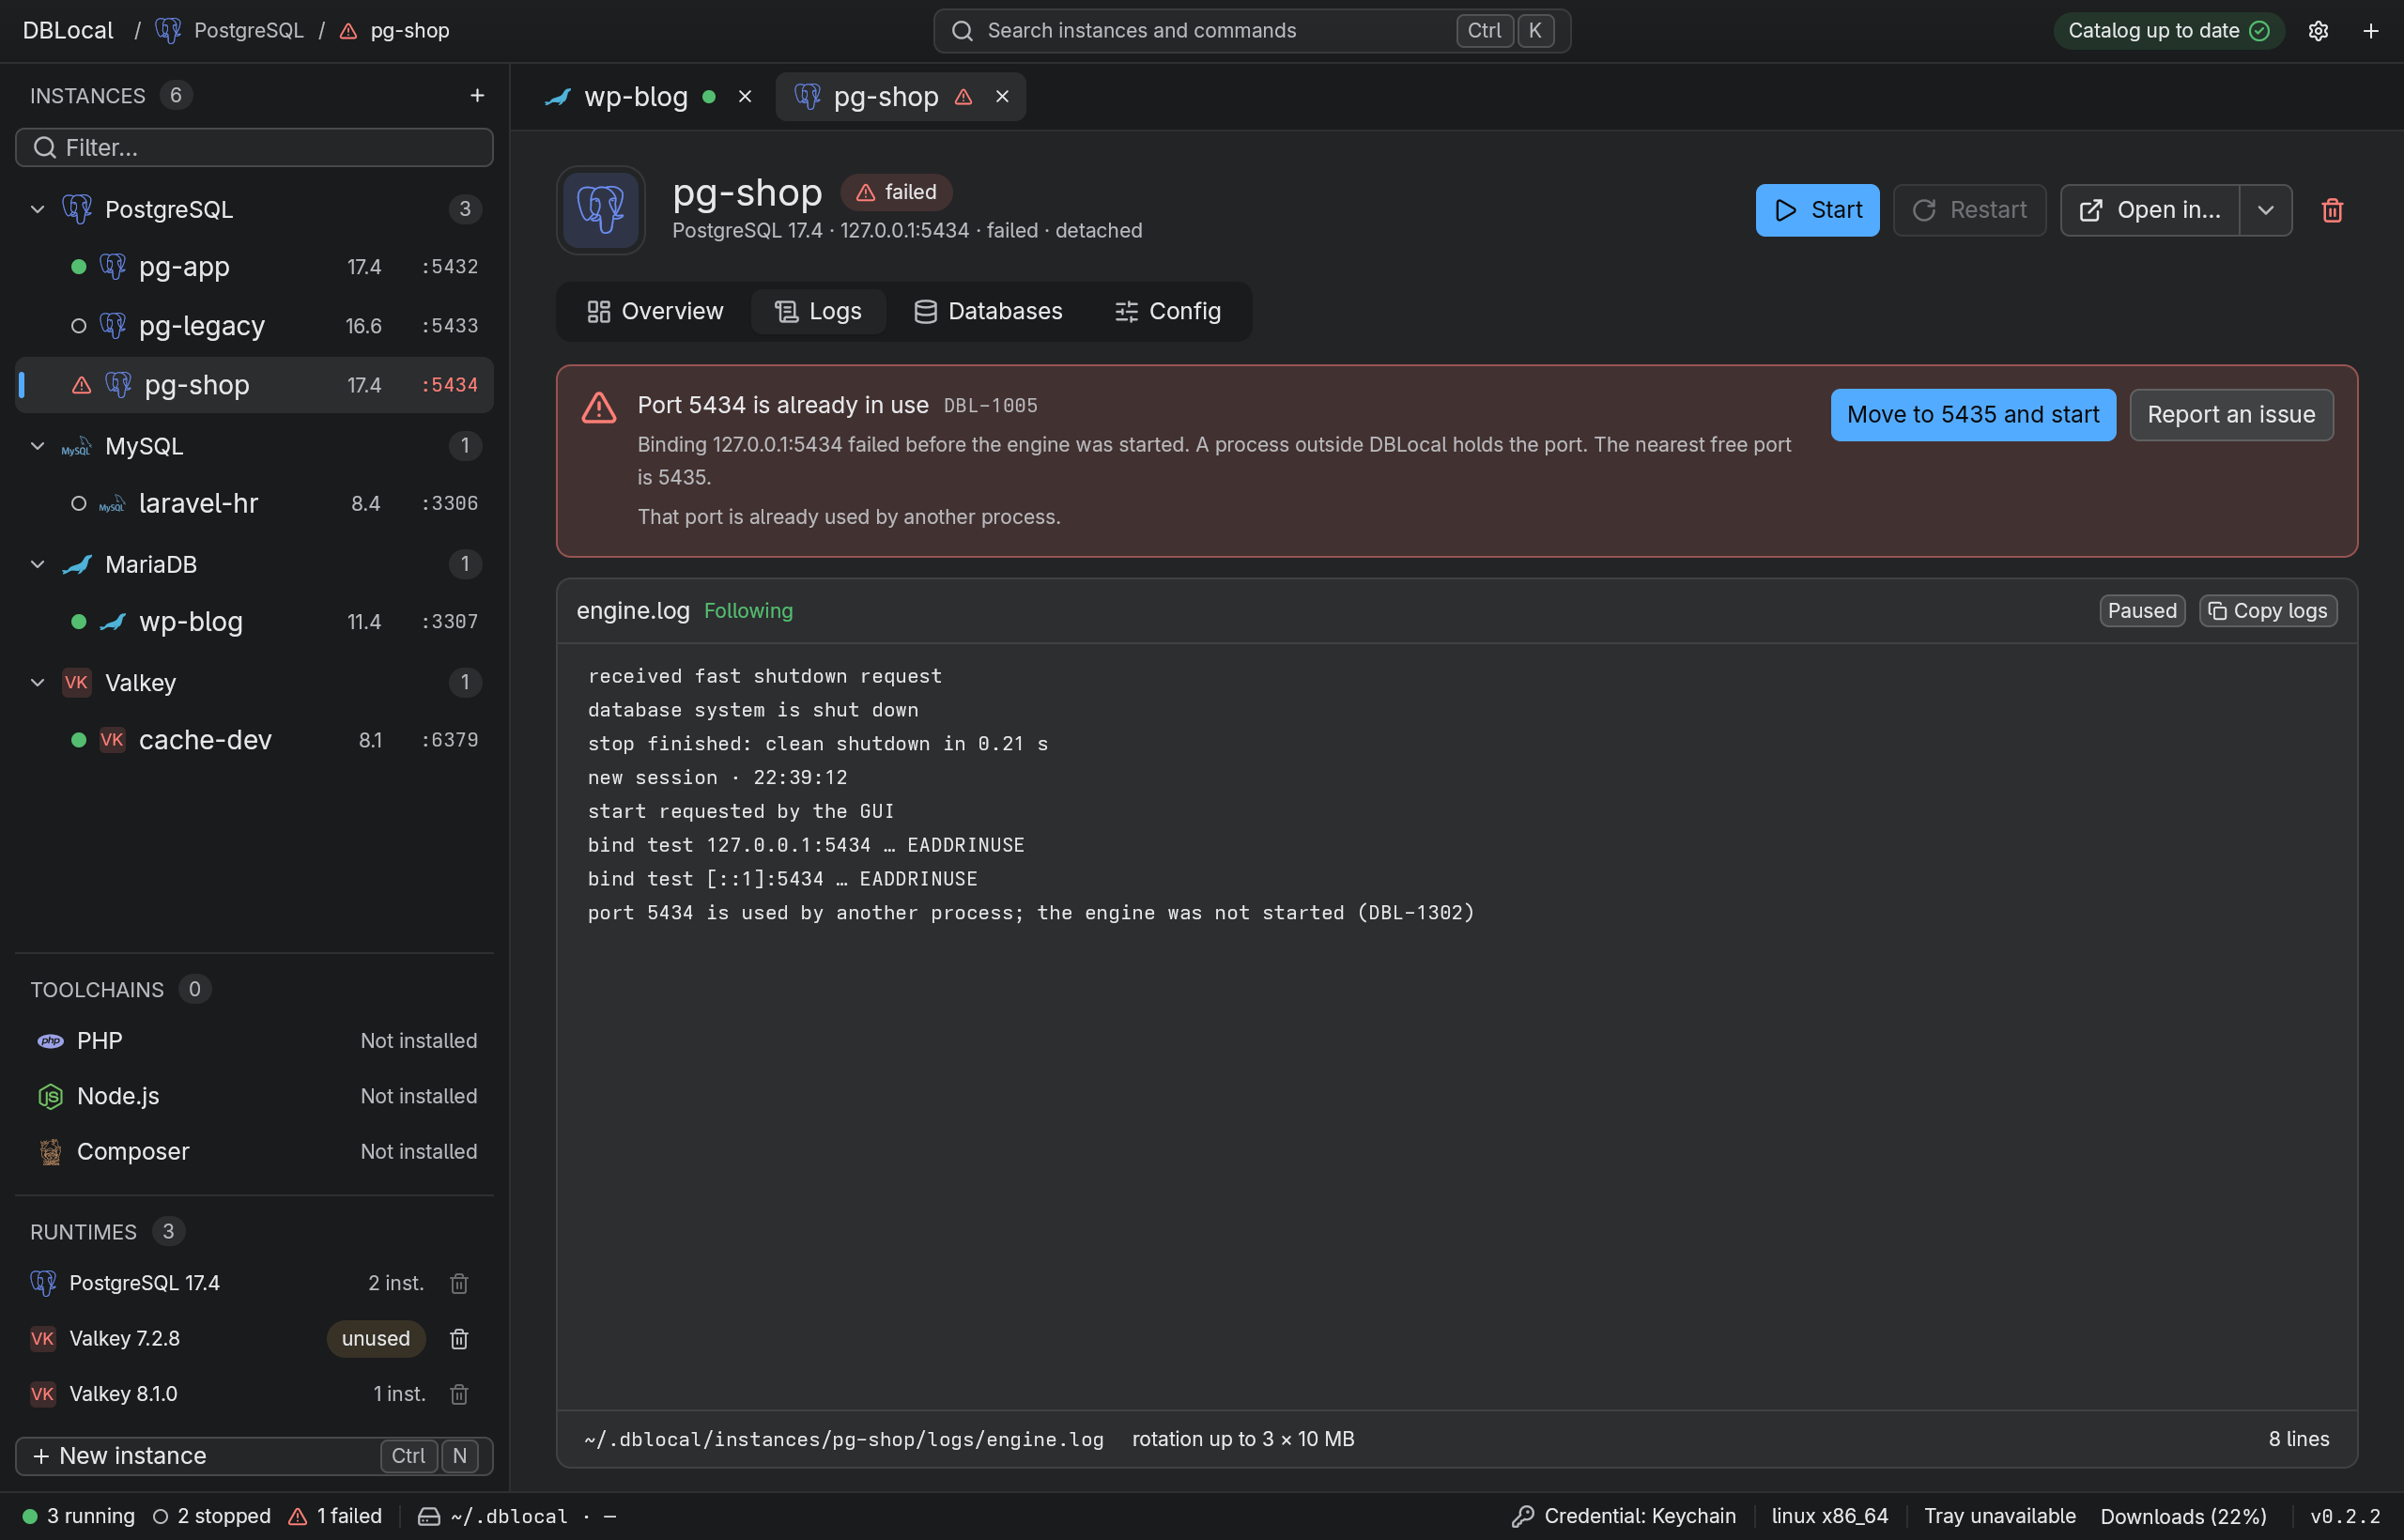 DBLocal / PostgreSQL / pg-shop
Search instances and commands Ctrl K
Catalog up to date
INSTANCES 6
Filter...
PostgreSQL 3
pg-app 17.4 :5432
pg-legacy 16.6 :5433
pg-shop 17.4 :5434
MySQL MySQL 1
MySQL laravel-hr 8.4 :3306
MariaDB 1
wp-blog 11.4 :3307
VK Valkey 1
VK cache-dev 8.1 :6379
TOOLCHAINS 0
php PHP Not installed
JS Node.js Not installed
Composer Not installed
RUNTIMES 3
PostgreSQL 17.4 2 inst.
VK Valkey 7.2.8 unused
VK Valkey 8.1.0 1 inst.
+ New instance Ctrl N
wp-blog
pg-shop
pg-shop failed
PostgreSQL 17.4 · 127.0.0.1:5434 · failed · detached
Start Restart Open in...
Overview Logs Databases Config
Port 5434 is already in use DBL-1005
Binding 127.0.0.1:5434 failed before the engine was started. A process outside DBLocal holds the port. The nearest free port
is 5435.
That port is already used by another process.
Move to 5435 and start Report an issue
engine.log Following Paused Copy logs
received fast shutdown request
database system is shut down
stop finished: clean shutdown in 0.21 s
new session · 22:39:12
start requested by the GUI
bind test 127.0.0.1:5434 … EADDRINUSE
bind test [::1]:5434 … EADDRINUSE
port 5434 is used by another process; the engine was not started (DBL-1302)
~/.dblocal/instances/pg-shop/logs/engine.log rotation up to 3 × 10 MB 8 lines
3 running 2 stopped 1 failed ~/.dblocal · — Credential: Keychain linux x86_64 Tray unavailable Downloads (22%) v0.2.2